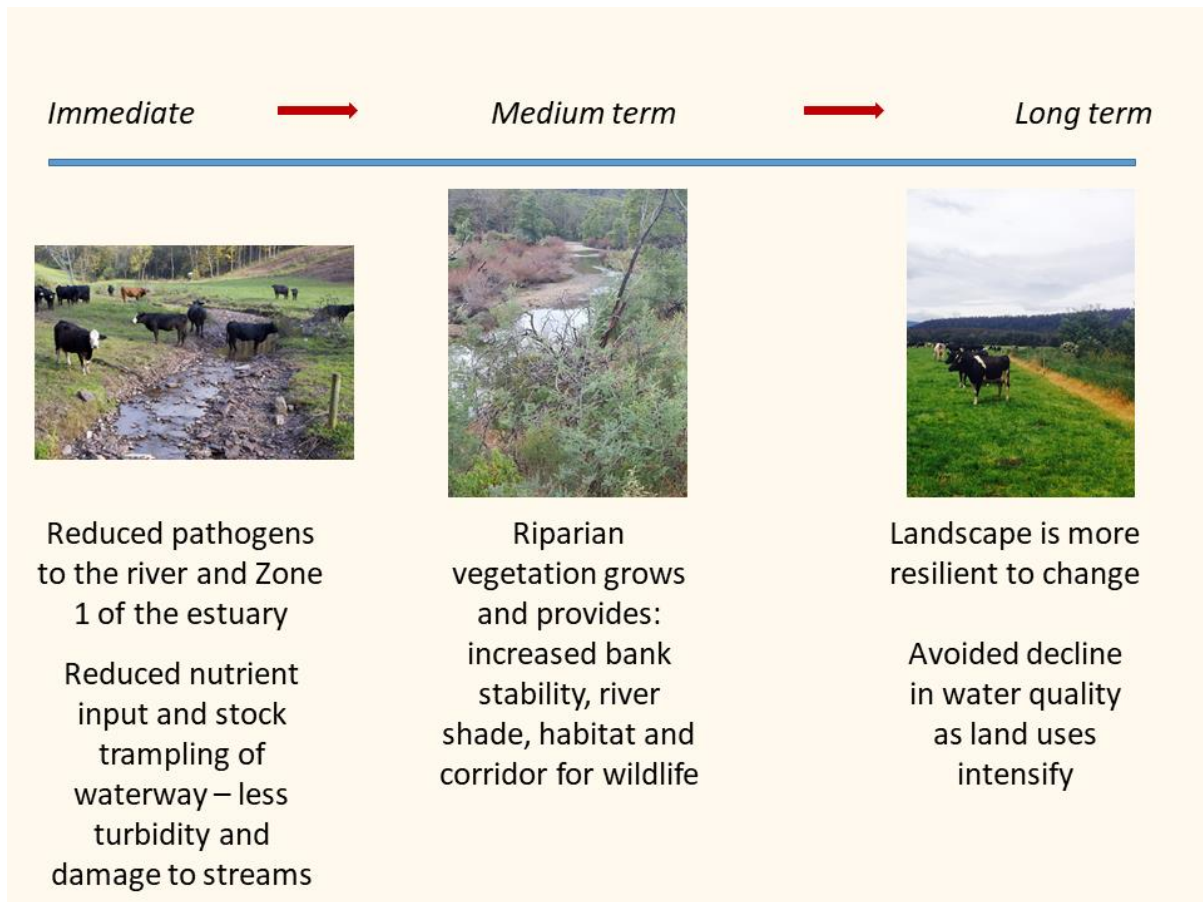 Immediate
Medium term
Long term
Reduced pathogens
to the river and Zone
1 of the estuary
Reduced nutrient
input and stock
trampling of
waterway – less
turbidity and
damage to streams
Riparian
vegetation grows
and provides:
increased bank
stability, river
shade, habitat and
corridor for wildlife
Landscape is more
resilient to change
Avoided decline
in water quality
as land uses
intensify